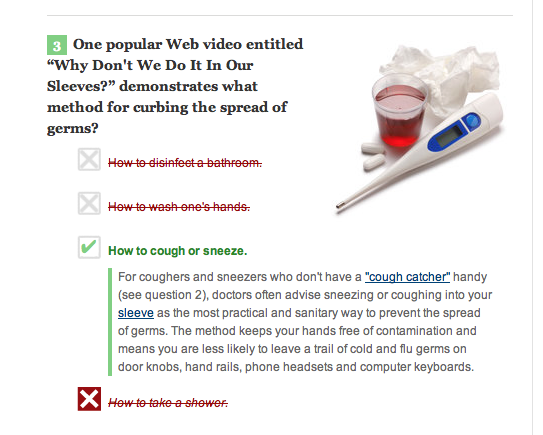 3 One popular Web video entitled
“Why Don't We Do It In Our
Sleeves?” demonstrates what
method for curbing the spread of
germs?
How to disinfect a bathroom.
How to wash one's hands.
How to cough or sneeze.
For coughers and sneezers who don't have a "cough catcher" handy
(see question 2), doctors often advise sneezing or coughing into your
sleeve as the most practical and sanitary way to prevent the spread
of germs. The method keeps your hands free of contamination and
means you are less likely to leave a trail of cold and flu germs on
door knobs, hand rails, phone headsets and computer keyboards.
How to take a shower.